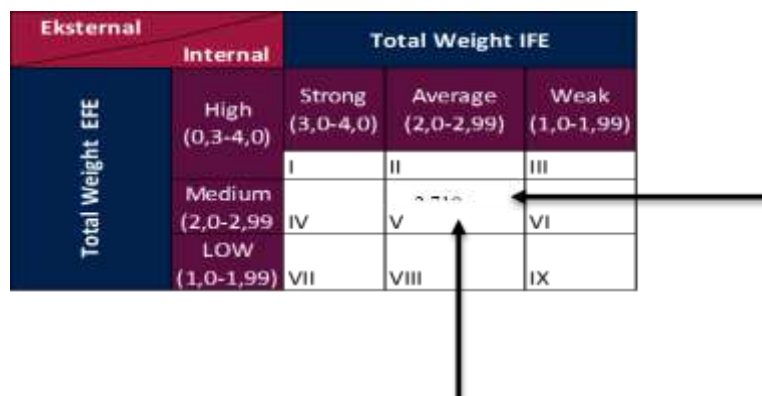 Eksternal
Internal
Total Weight IFE
Total Weight EFE
High
(0,3-4,0)
Strong
(3,0-4,0)
Average
(2,0-2,99)
Weak
(1,0-1,99)
I
II
III
Medium
(2,0-2,99
IV
V
VI
LOW
(1,0-1,99)
VII
VIII
IX